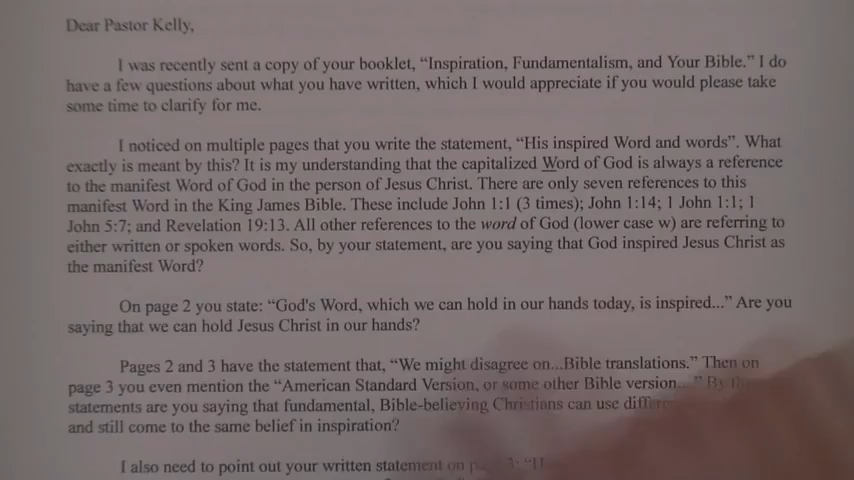 Dear Pastor Kelly,
I was recently sent a copy of your booklet, “Inspiration, Fundamentalism, and Your Bible.” I do
have a few questions about what you have written, which I would appreciate if you would please take
some time to clarify for me.
I noticed on multiple pages that you write the statement, “His inspired Word and words”. What
exactly is meant by this? It is my understanding that the capitalized Word of God is always a reference
to the manifest Word of God in the person of Jesus Christ. There are only seven references to this
manifest Word in the King James Bible. These include John 1:1 (3 times); John 1:14; 1 John 1:1; 1
John 5:7; and Revelation 19:13. All other references to the word of God (lower case w) are referring to
either written or spoken words. So, by your statement, are you saying that God inspired Jesus Christ as
the manifest Word?
On page 2 you state: “God's Word, which we can hold in our hands today, is inspired...” Are you
saying that we can hold Jesus Christ in our hands?
Pages 2 and 3 have the statement that, “We might disagree on...Bible translations.” Then on
page 3 you even mention the “American Standard Version, or some other Bible version...” By
statements are you saying that fundamental, Bible-believing Christians can use
and still come to the same belief in inspiration?
I also need to point out your written statement on